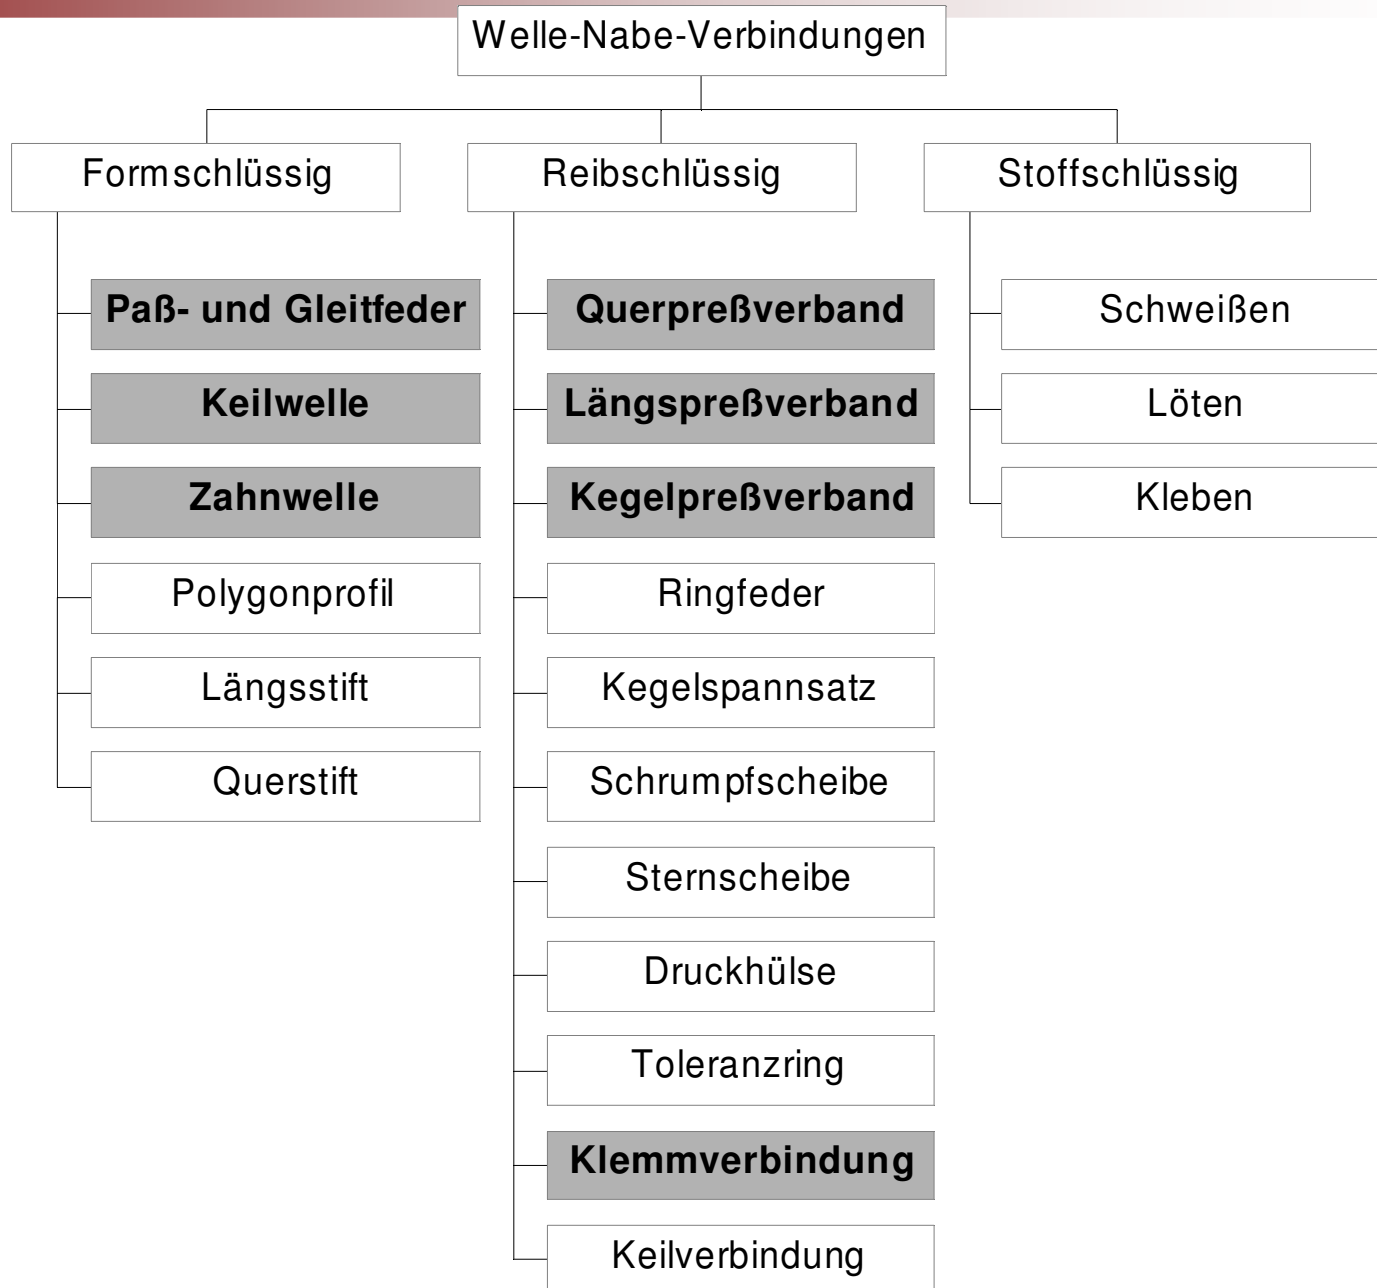 Welle-Nabe-Verbindungen
Formschlüssig
Paß- und Gleitfeder
Keilwelle
Zahnwelle
Polygonprofil
Längsstift
Querstift
Reibschlüssig
Querpreßverband
Längspreßverband
Kegelpreßverband
Ringfeder
Kegelspannsatz
Schrumpfscheibe
Sternscheibe
Druckhülse
Toleranzring
Klemmverbindung
Keilverbindung
Stoffschlüssig
Schweißen
Löten
Kleben